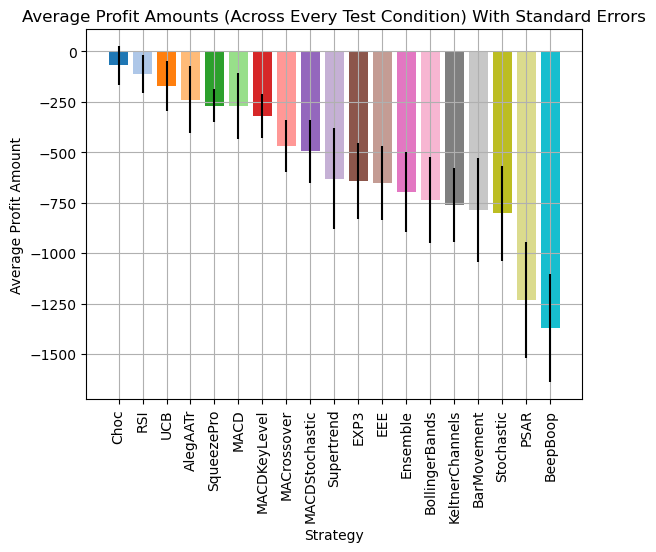 Average Profit Amounts (Across Every Test Condition) With Standard Errors
Average Profit Amount
0
−250
−500
−750
−1000
−1250
−1500
Choc
RSI
UCB
AlegAATr
SqueezePro
MACD
MACDKeyLevel
MACrossover
MACDStochastic
Supertrend
EXP3
EEE
Ensemble
BollingerBands
KeltnerChannels
BarMovement
Stochastic
PSAR
BeepBoop
Strategy